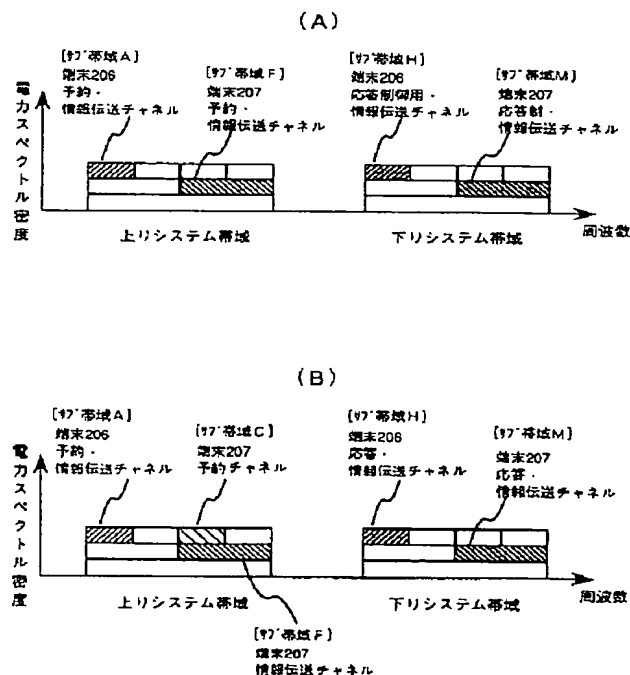 (A)
[ｻﾌﾞ帯域A]
端末206
予約・
情報伝送チャネル
[ｻﾌﾞ帯域F]
端末207
予約・
情報伝送チャネル
[ｻﾌﾞ帯域H]
端末206
応答制御用・
情報伝送チャネル
[ｻﾌﾞ帯域M]
端末207
情報伝送チャネル
電力スペクトル密度
上りシステム帯域
下りシステム帯域
周波数
(B)
[ｻﾌﾞ帯域A]
端末206
予約・
情報伝送チャネル
[ｻﾌﾞ帯域C]
端末207
予約チャネル
[ｻﾌﾞ帯域H]
端末206
応答・
情報伝送チャネル
[ｻﾌﾞ帯域M]
端末207
応答・
情報伝送チャネル
電力スペクトル密度
上りシステム帯域
下りシステム帯域
周波数
[ｻﾌﾞ帯域F]
端末207
情報伝送チャネル